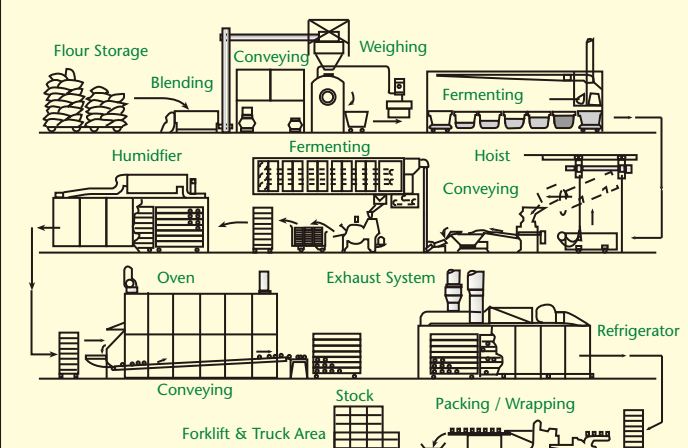 Flour Storage
Blending
Conveying
Weighing
Fermenting
Humidfier
Fermenting
Hoist
Conveying
Oven
Exhaust System
Refrigerator
Conveying
Stock
Packing / Wrapping
Forklift & Truck Area